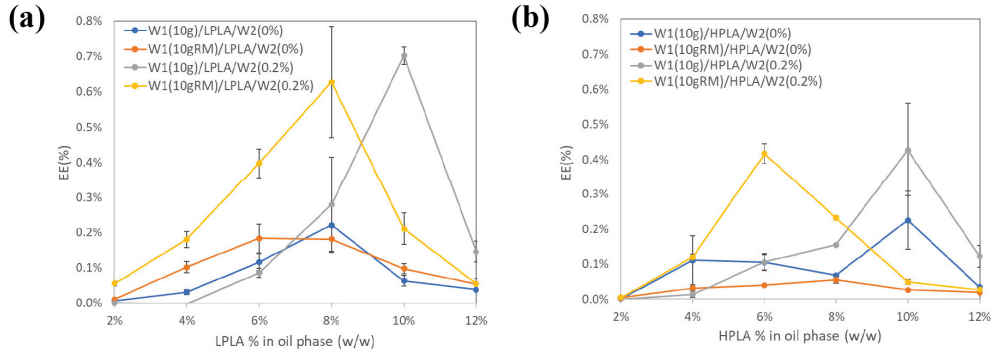 (a)
0.8%
0.7%
0.6%
0.5%
0.4%
0.3%
0.2%
0.1%
0.0%
EE(%)
W1(10g)/LPLA/W2(0%)
W1(10gRM)/LPLA/W2(0%)
W1(10g)/LPLA/W2(0.2%)
W1(10gRM)/LPLA/W2(0.2%)
2% 4% 6% 8% 10% 12%
LPLA % in oil phase (w/w)
(b)
0.8%
0.7%
0.6%
0.5%
0.4%
0.3%
0.2%
0.1%
0.0%
EE(%)
W1(10g)/HPLA/W2(0%)
W1(10gRM)/HPLA/W2(0%)
W1(10g)/HPLA/W2(0.2%)
W1(10gRM)/HPLA/W2(0.2%)
2% 4% 6% 8% 10% 12%
HPLA % in oil phase (w/w)